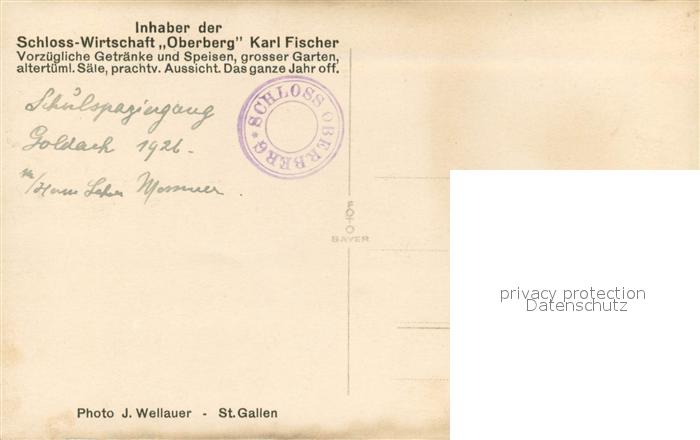 Inhaber der
Schloss-Wirtschaft „Oberberg" Karl Fischer
Vorzügliche Getränke und Speisen, grosser Garten,
altertüml. Säle, prachtv. Aussicht. Das ganze Jahr off.
SCHLOSS OBERBERG *
Schulspaziergang
Goldach 1926.
m/Herrn
FOTO
BAYER
privacy protection
Datenschutz
Photo J. Wellauer - St. Gallen